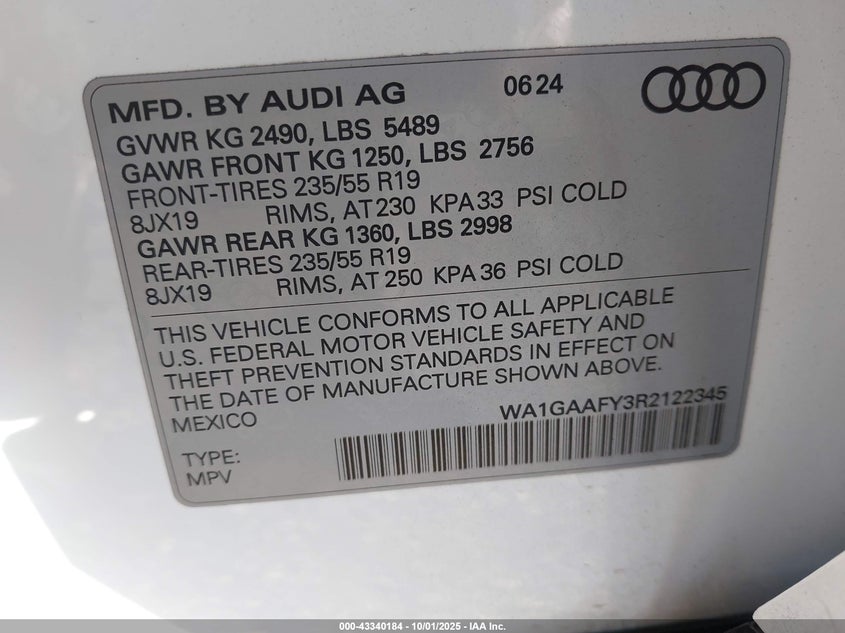 MFD. BY AUDI AG 06 24
GVWR KG 2490, LBS 5489
GAWR FRONT KG 1250, LBS 2756
FRONT-TIRES 235/55 R19
8JX19 RIMS, AT 230 KPA 33 PSI COLD
GAWR REAR KG 1360, LBS 2998
REAR-TIRES 235/55 R19
8JX19 RIMS, AT 250 KPA 36 PSI COLD
THIS VEHICLE CONFORMS TO ALL APPLICABLE
U.S. FEDERAL MOTOR VEHICLE SAFETY AND
THEFT PREVENTION STANDARDS IN EFFECT ON
THE DATE OF MANUFACTURE SHOWN ABOVE.
MEXICO WA1GAAFY3R2122345
TYPE:
MPV
000-43340184 - 10/01/2025 - IAA Inc.